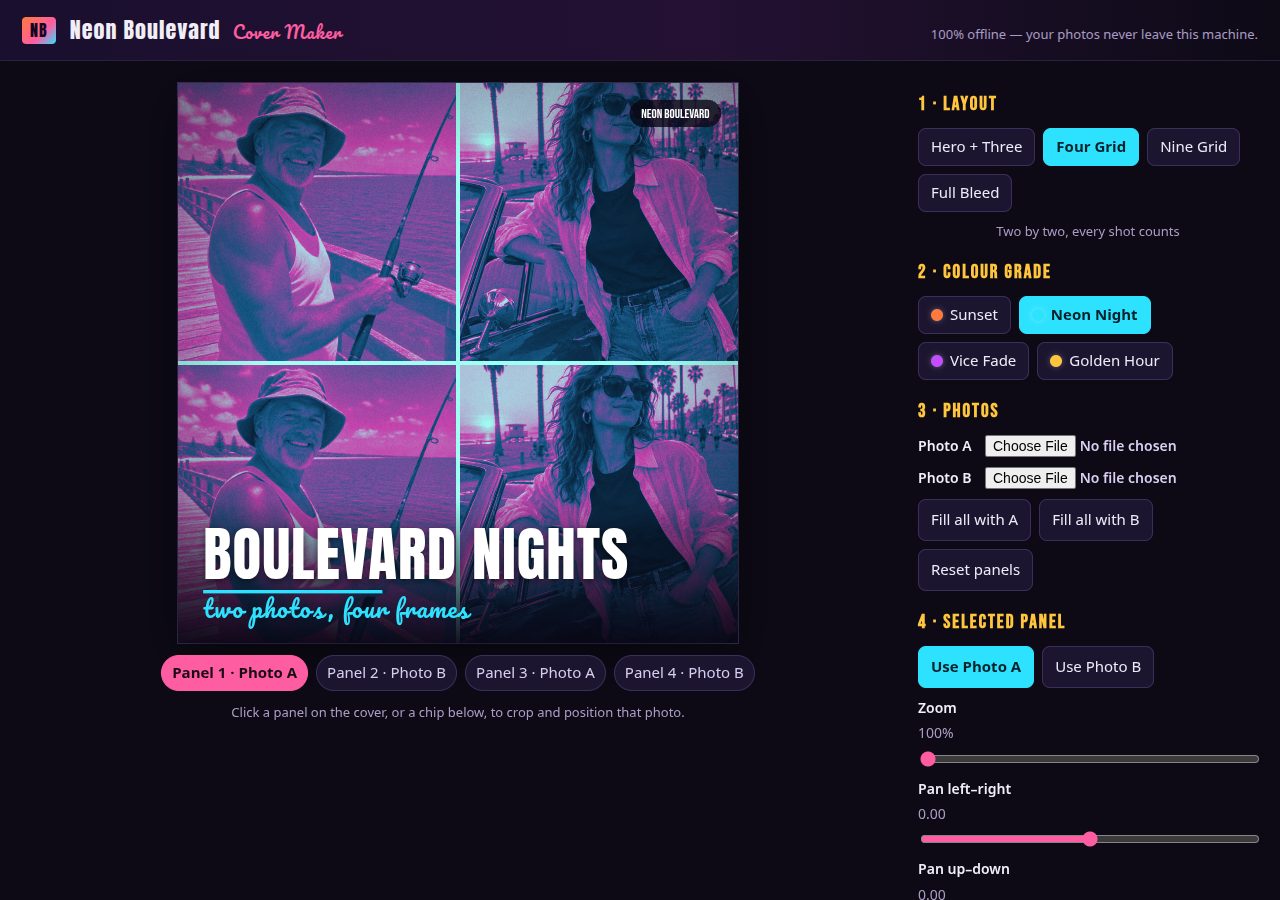 NB Neon Boulevard Cover Maker
100% offline — your photos never leave this machine.
NEON BOULEVARD
BOULEVARD NIGHTS
two photos, four frames
Panel 1 · Photo A
Panel 2 · Photo B
Panel 3 · Photo A
Panel 4 · Photo B
Click a panel on the cover, or a chip below, to crop and position that photo.
1 · LAYOUT
Hero + Three
Four Grid
Nine Grid
Full Bleed
Two by two, every shot counts
2 · COLOUR GRADE
Sunset
Neon Night
Vice Fade
Golden Hour
3 · PHOTOS
Photo A Choose File No file chosen
Photo B Choose File No file chosen
Fill all with A
Fill all with B
Reset panels
4 · SELECTED PANEL
Use Photo A
Use Photo B
Zoom
100%
Pan left–right
0.00
Pan up–down
0.00